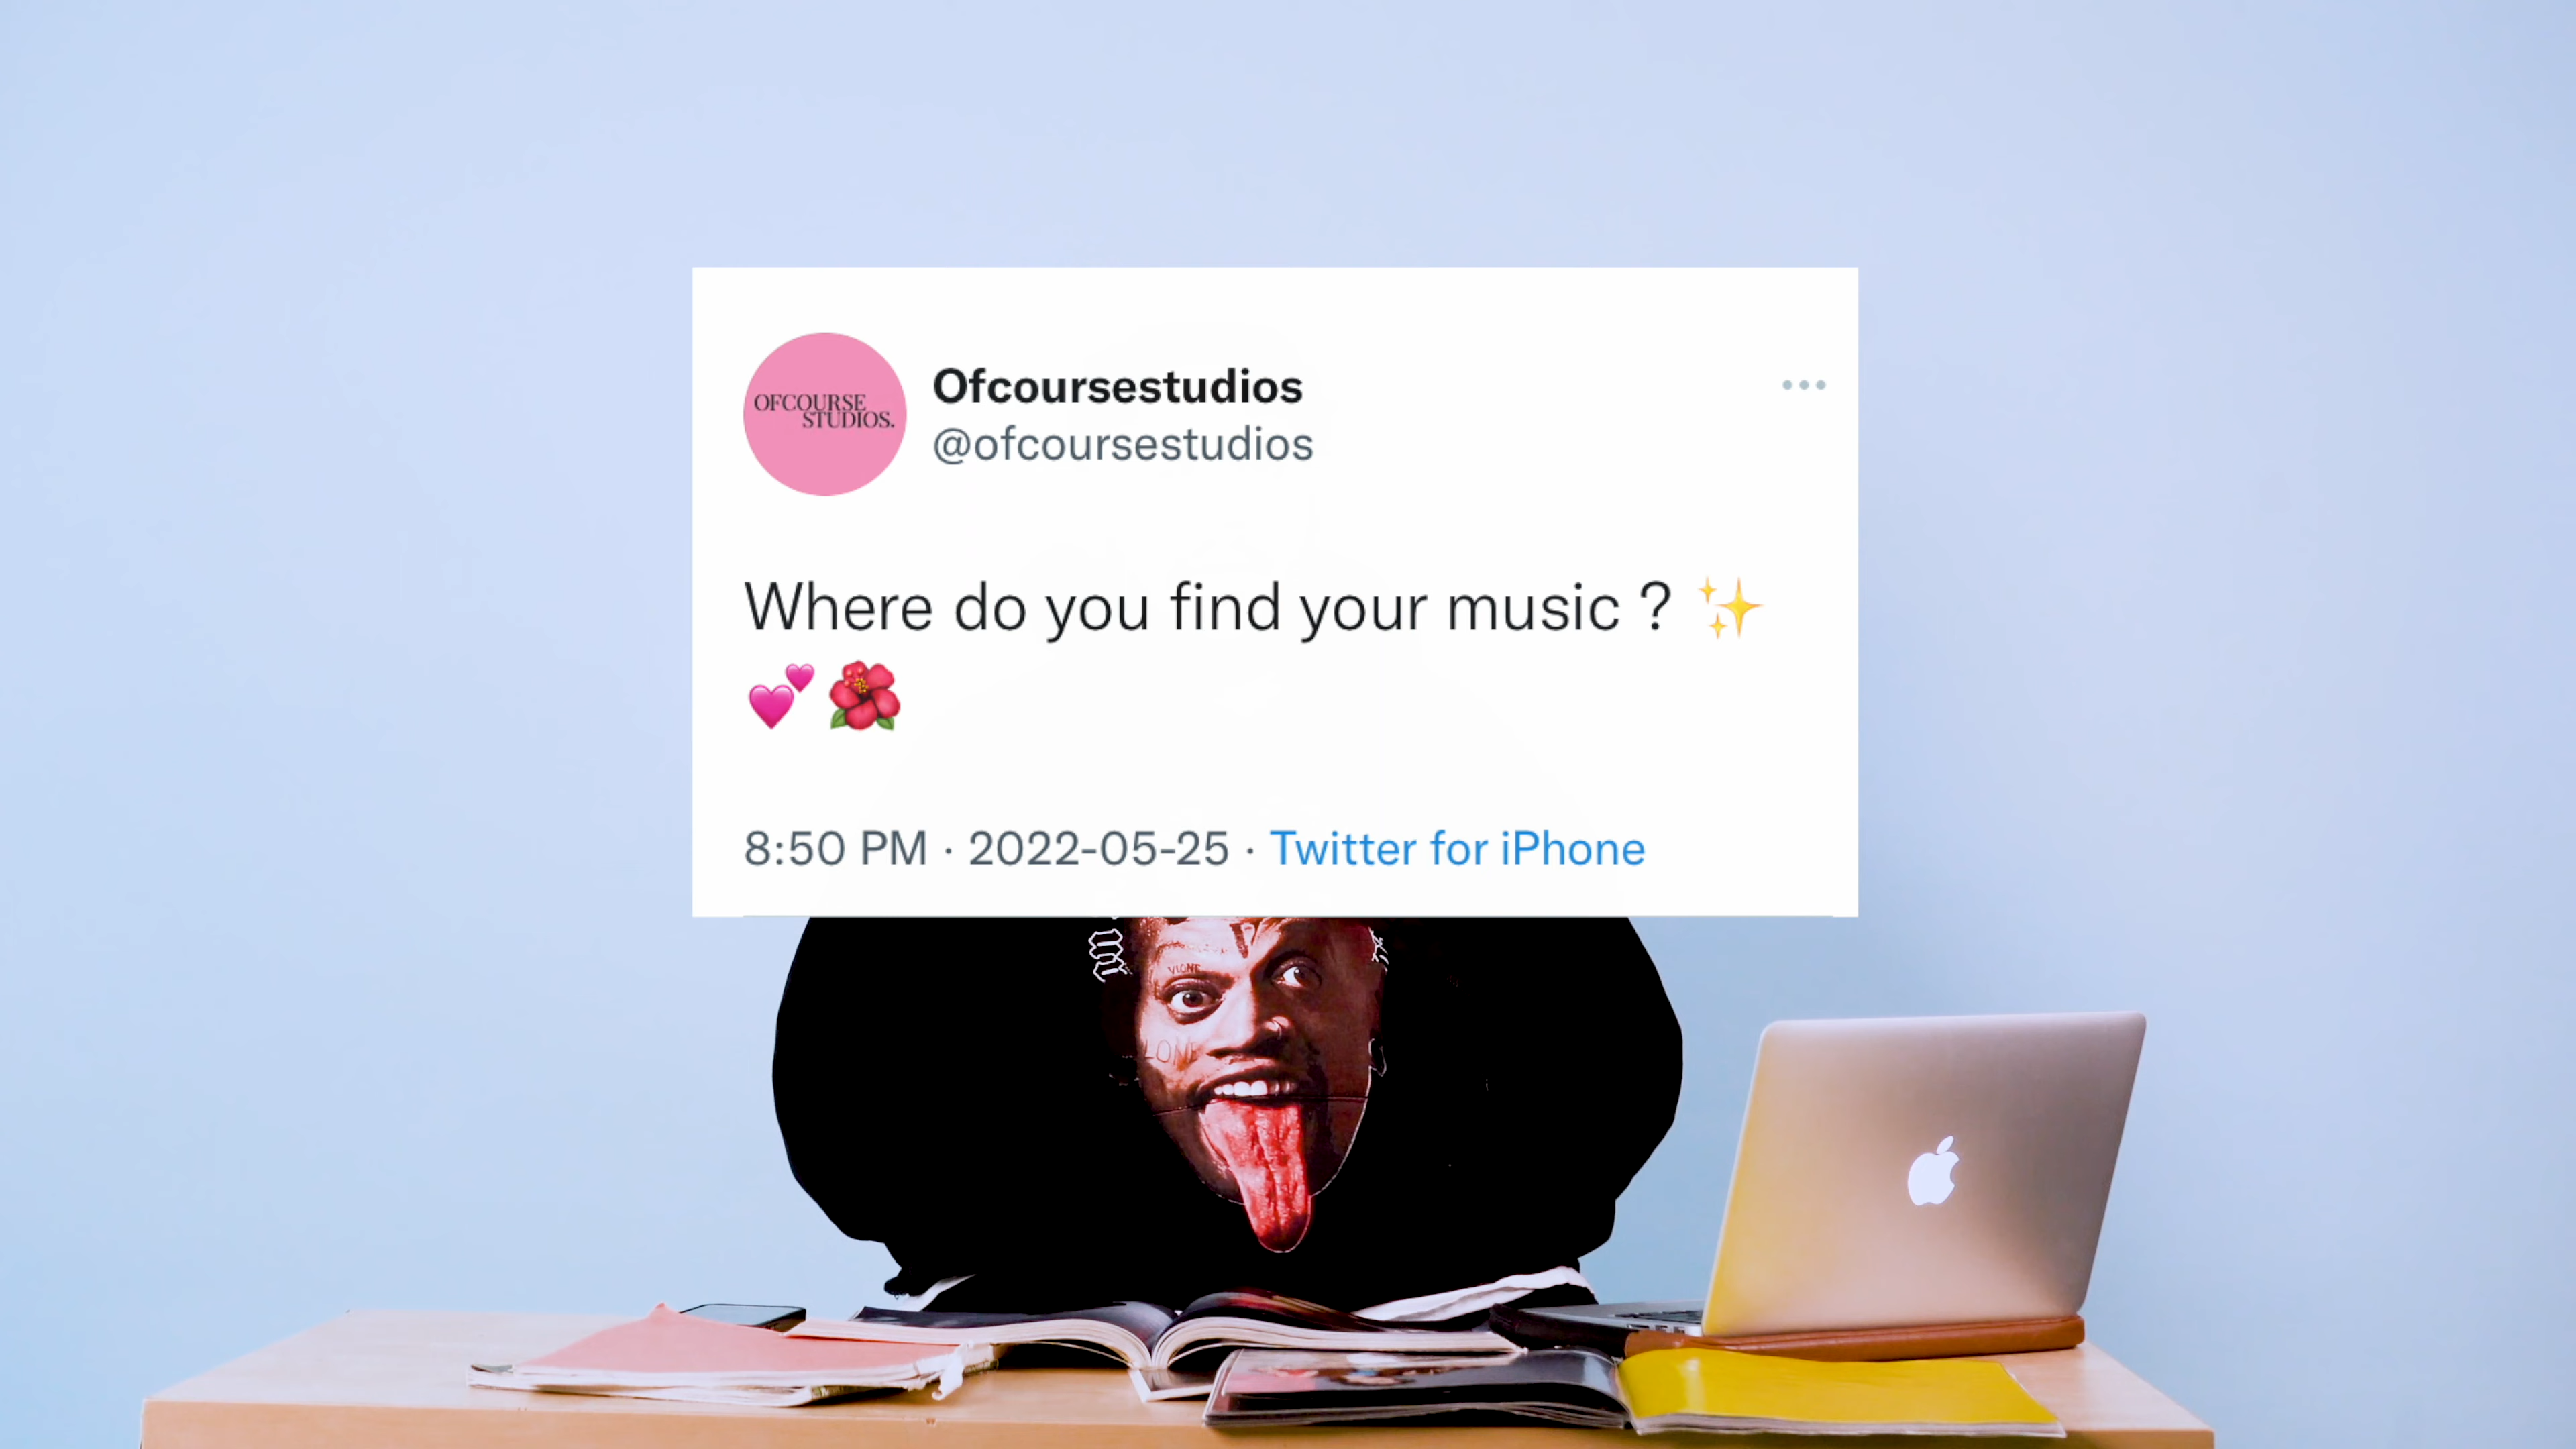 OFCOURSE
STUDIOS.
Ofcoursestudios
@ofcoursestudios
Where do you find your music ? ✨
💕 🌺
8:50 PM · 2022-05-25 · Twitter for iPhone